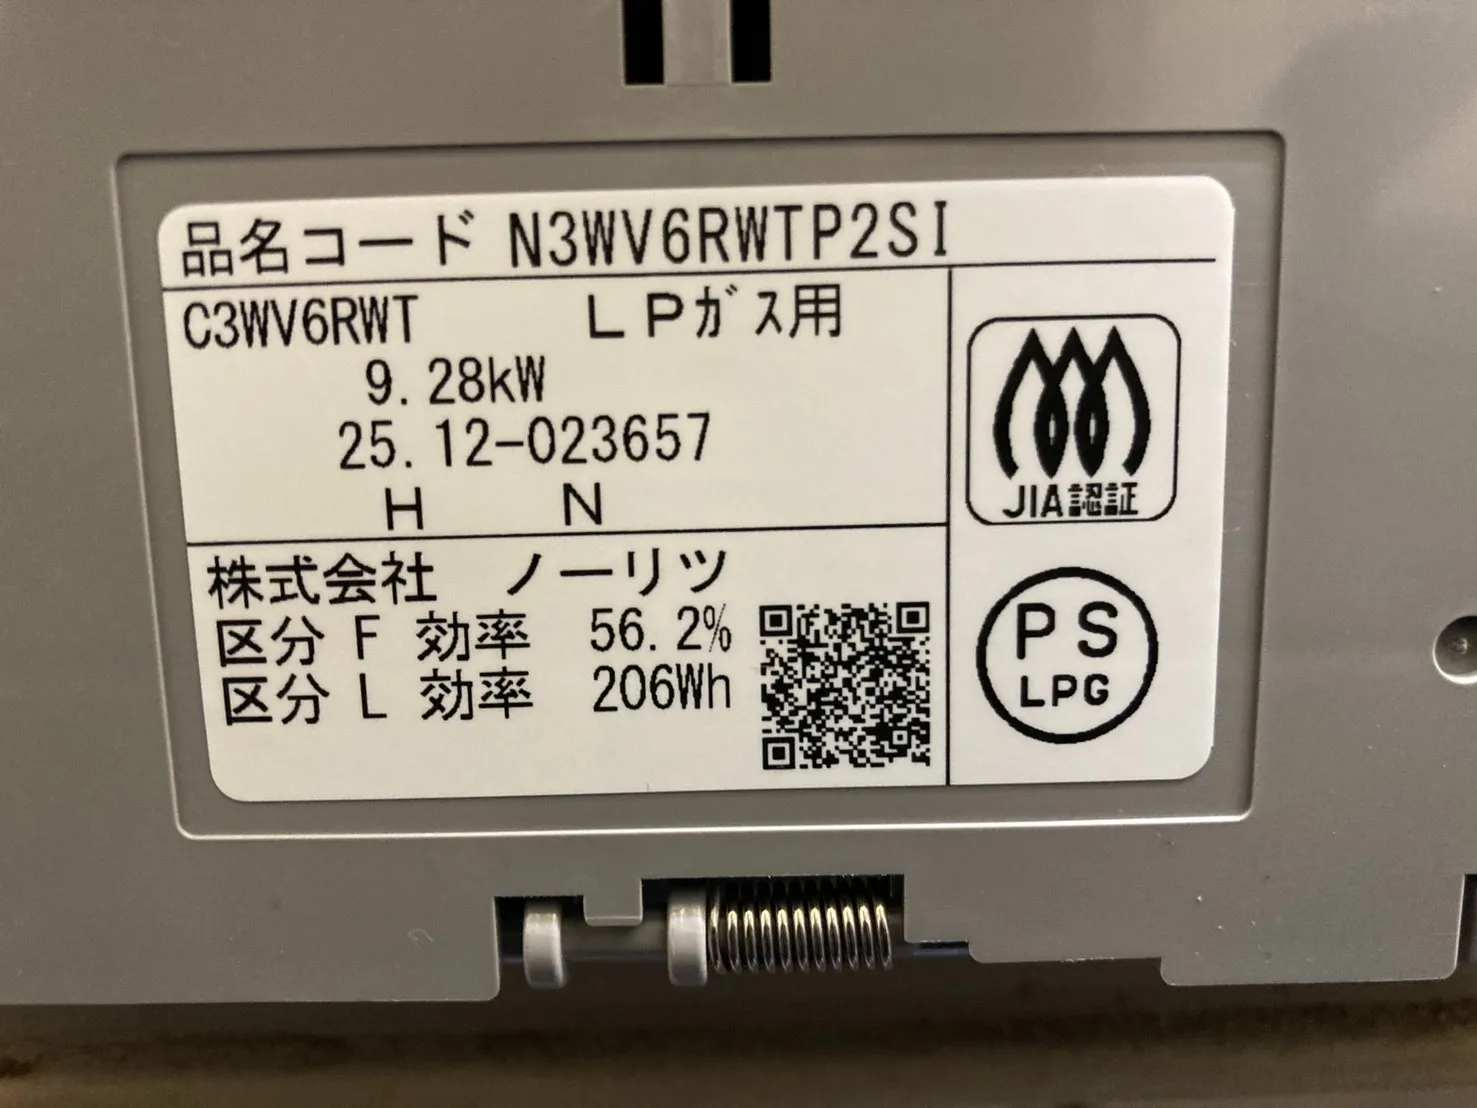 品名コード N3WV6RWTP2SI
C3WV6RWT LPガス用
9.28kW
25.12-023657
H N
JIA認証
株式会社 ノーリツ
区分 F 効率 56.2%
区分 L 効率 206Wh
PS
LPG